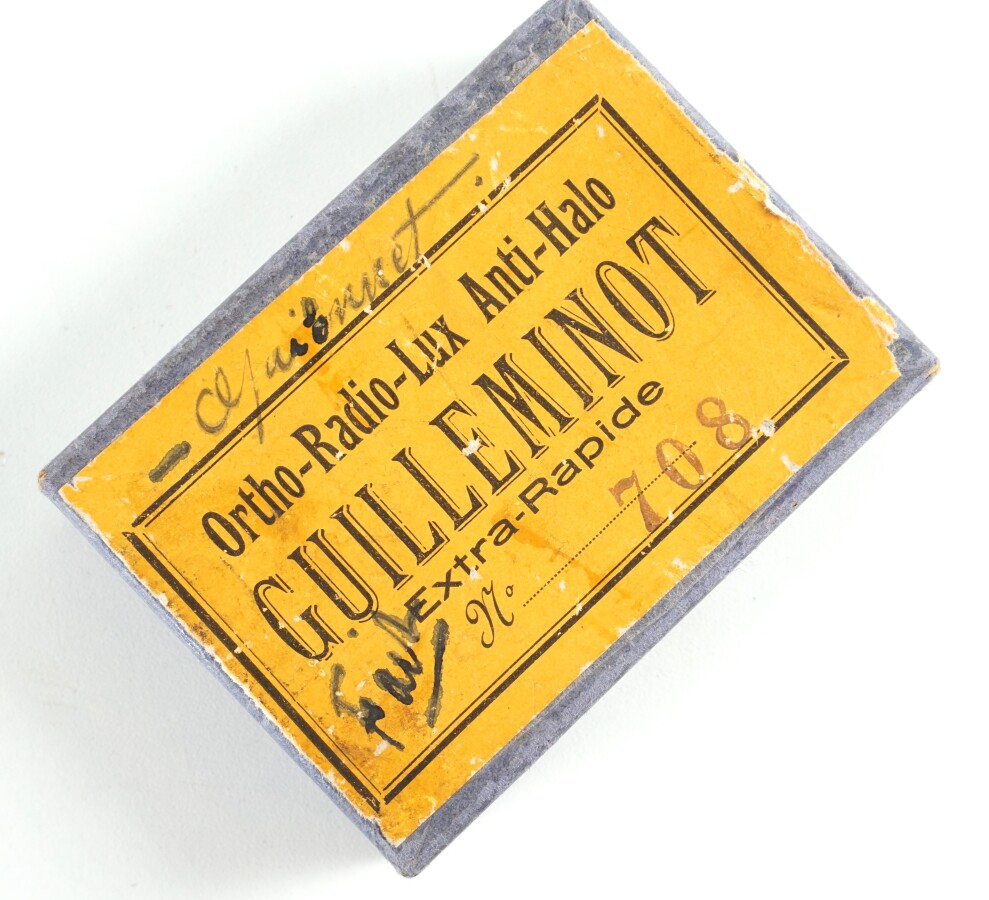 Ortho-Radio-Lux Anti-Halo
GUILLEMINOT
Extra-Rapide
No 708